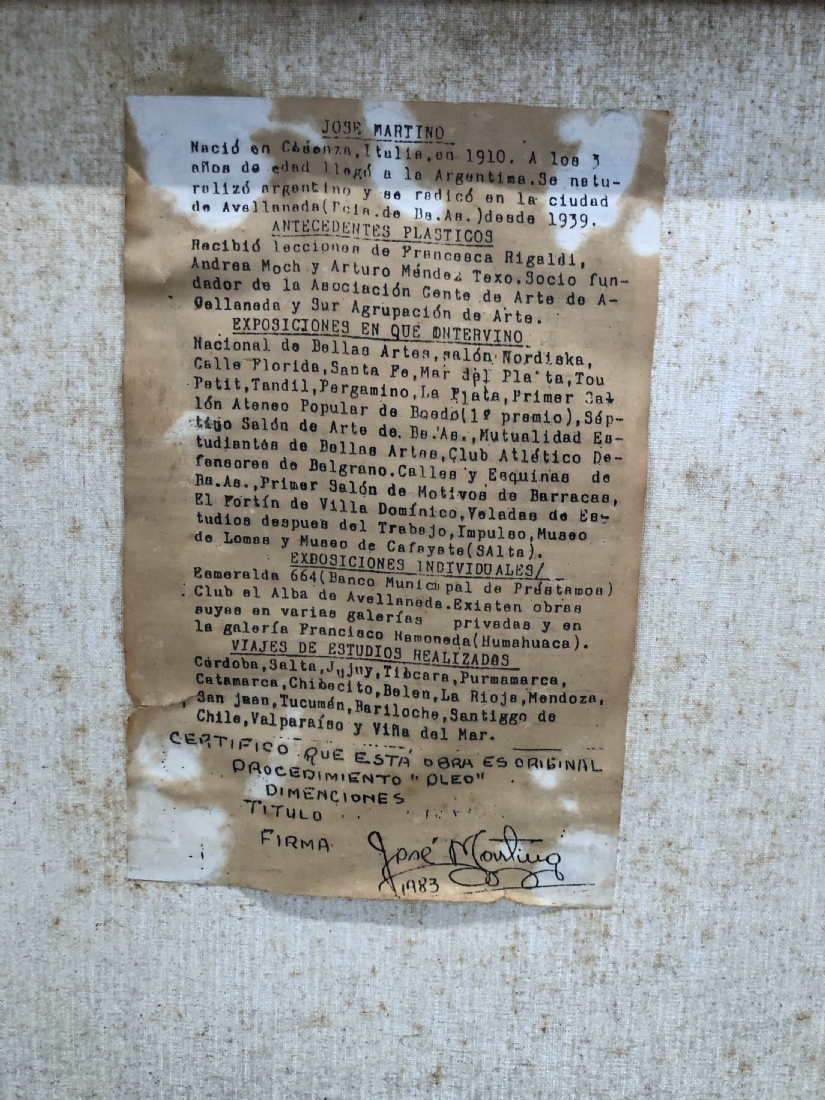 JOSE MARTINO
Nació en Cosenza, Italia, en 1910. A los 3
años de edad llegó a la Argentina. Se natu-
ralizó argentino y se radicó en la ciudad
de Avellaneda(Pcia. de Bs. As.)desde 1939.
ANTECEDENTES PLASTICOS
Recibió lecciones de Francesca Rigaldi,
Andrea Moch y Arturo Méndez Texo. Socio fun-
dador de la Asociación Gente de Arte de A-
vellaneda y Sur Agrupación de Arte.
EXPOSICIONES EN QUE INTERVINO
Nacional de Bellas Artes, salón Nordiska,
Calle Florida, Santa Fe, Mar del Plata, Tou
Petit, Tandil, Pergamino, La Plata, Primer Sa-
lón Ateneo Popular de Boedo(1º premio), Sép-
timo Salón de Arte de Bs. As., Mutualidad Es-
tudiantes de Bellas Artes, Club Atlético De-
fensores de Belgrano. Calles y Esquinas de
Bs. As., Primer Salón de Motivos de Barracas,
El Fortín de Villa Domínico, Veladas de Es-
tudios despues del Trabajo, Impulso, Museo
de Lomas y Museo de Cafayate(SAlta).
EXPOSICIONES INDIVIDUALES/
Esmeralda 664(Banco Municipal de Préstamos)
Club el Alba de Avellaneda. Existen obras
suyas en varias galerías privadas y en
la galería Francisco Ramoneda(Humahuaca).
VIAJES DE ESTUDIOS REALIZADOS
Córdoba, Salta, Jujuy, Tilcara, Purmamarca,
Catamarca, Chilecito, Belen, La Rioja, Mendoza,
San juan, Tucumán, Bariloche, Santiago de
Chile, Valparaíso y Viña del Mar.
CERTIFICO QUE ESTÁ OBRA ES ORIGINAL
PROCEDIMIENTO "OLEO"
DIMENCIONES
TITULO
FIRMA José Martino
1983